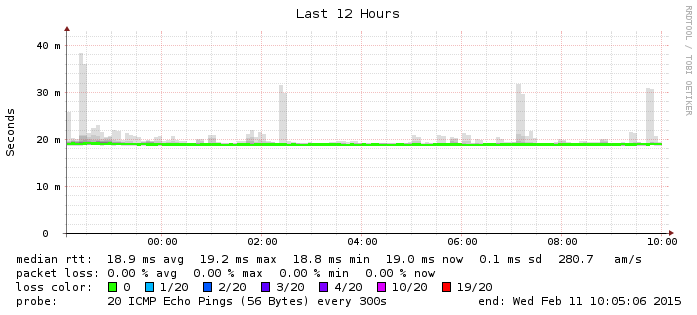 Last 12 Hours
RRDTOOL / TOBI OETIKER
Seconds
40 m
30 m
20 m
10 m
0
00:00 02:00 04:00 06:00 08:00 10:00
median rtt: 18.9 ms avg 19.2 ms max 18.8 ms min 19.0 ms now 0.1 ms sd 280.7 am/s
packet loss: 0.00 % avg 0.00 % max 0.00 % min 0.00 % now
loss color: 0 1/20 2/20 3/20 4/20 10/20 19/20
probe: 20 ICMP Echo Pings (56 Bytes) every 300s end: Wed Feb 11 10:05:06 2015